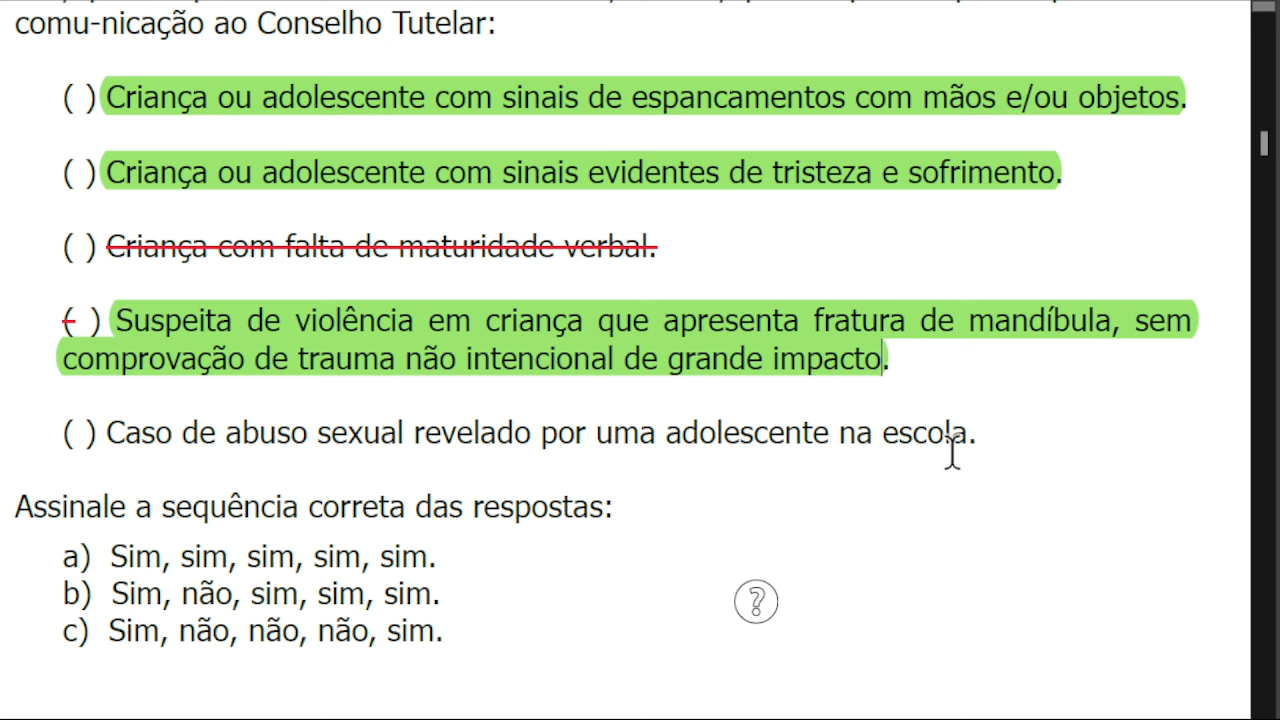 comu-nicação ao Conselho Tutelar:
( ) Criança ou adolescente com sinais de espancamentos com mãos e/ou objetos.
( ) Criança ou adolescente com sinais evidentes de tristeza e sofrimento.
( ) Criança com falta de maturidade verbal.
( ) Suspeita de violência em criança que apresenta fratura de mandíbula, sem
comprovação de trauma não intencional de grande impacto.
( ) Caso de abuso sexual revelado por uma adolescente na escola.
Assinale a sequência correta das respostas:
a) Sim, sim, sim, sim, sim.
b) Sim, não, sim, sim, sim.
?
c) Sim, não, não, não, sim.